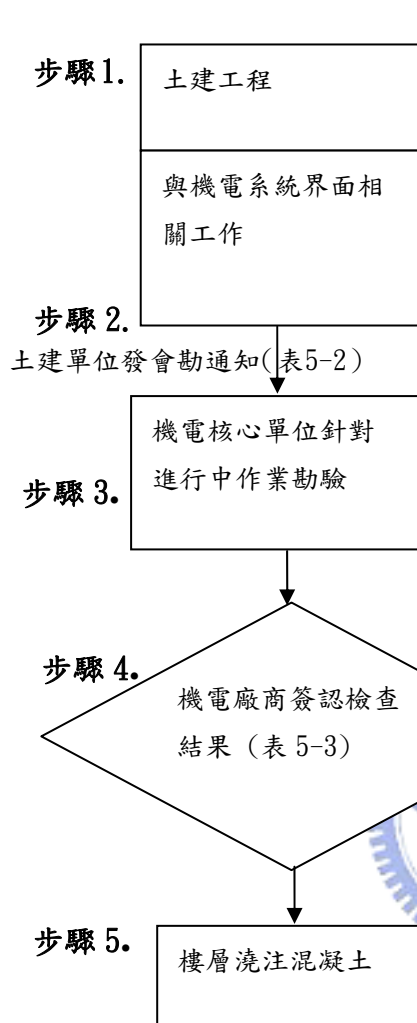 步驟1.
土建工程
與機電系統界面相
關工作
步驟 2.
土建單位發會勘通知(表5-2)
機電核心單位針對
進行中作業勘驗
步驟 3.
步驟 4.
機電廠商簽認檢查
結果（表 5-3）
步驟 5.
樓層澆注混凝土